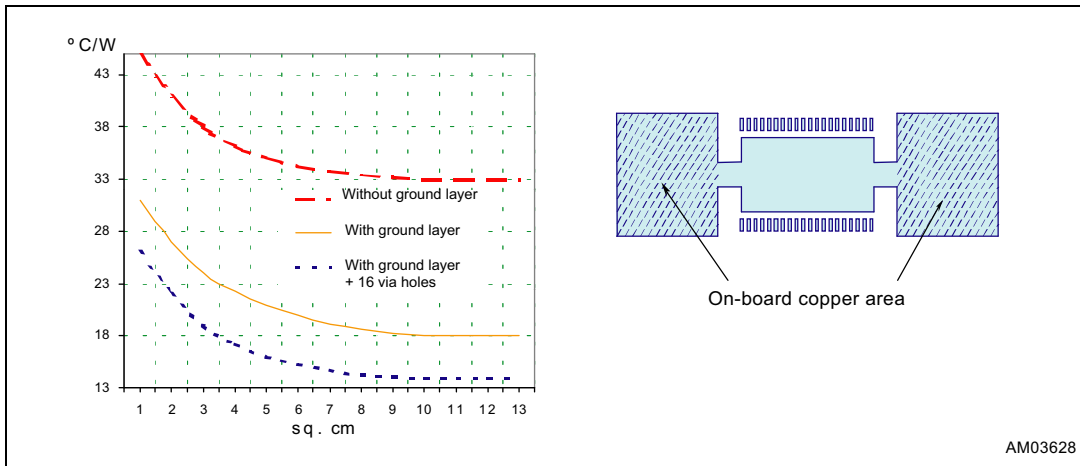 º C/W
43
38
33
28
23
18
13
1 2 3 4 5 6 7 8 9 10 11 12 13
sq. cm
Without ground layer
With ground layer
With ground layer
+ 16 via holes
On-board copper area
AM03628